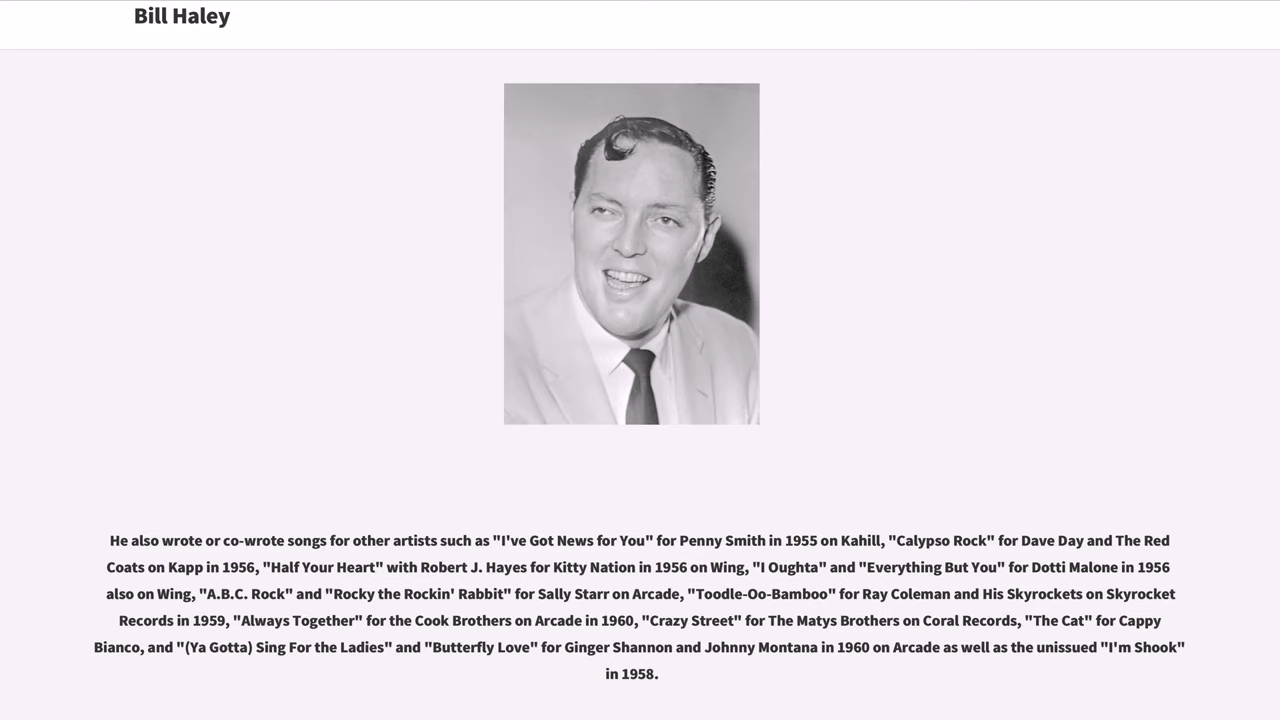 Bill Haley
He also wrote or co-wrote songs for other artists such as "I've Got News for You" for Penny Smith in 1955 on Kahill, "Calypso Rock" for Dave Day and The Red
Coats on Kapp in 1956, "Half Your Heart" with Robert J. Hayes for Kitty Nation in 1956 on Wing, "I Oughta" and "Everything But You" for Dotti Malone in 1956
also on Wing, "A.B.C. Rock" and "Rocky the Rockin' Rabbit" for Sally Starr on Arcade, "Toodle-Oo-Bamboo" for Ray Coleman and His Skyrockets on Skyrocket
Records in 1959, "Always Together" for the Cook Brothers on Arcade in 1960, "Crazy Street" for The Matys Brothers on Coral Records, "The Cat" for Cappy
Bianco, and "(Ya Gotta) Sing For the Ladies" and "Butterfly Love" for Ginger Shannon and Johnny Montana in 1960 on Arcade as well as the unissued "I'm Shook"
in 1958.